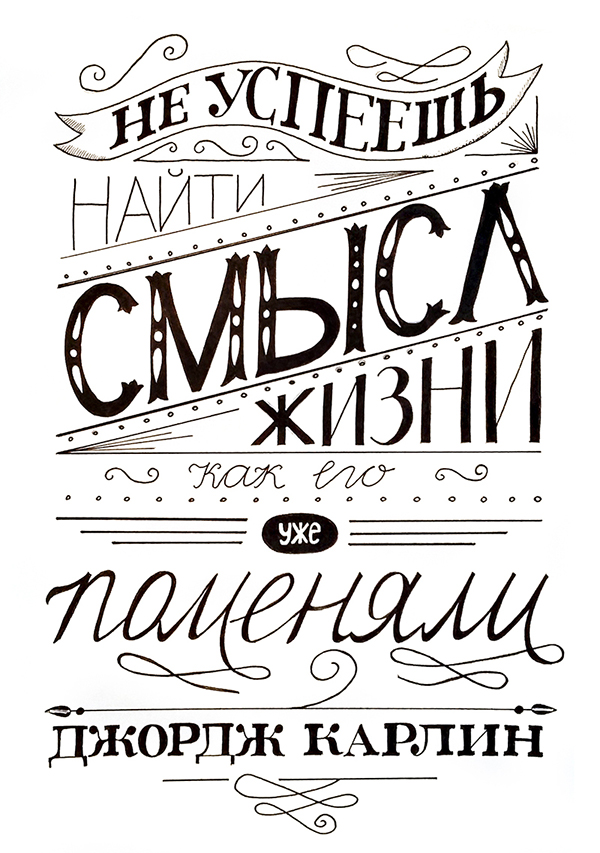 НЕ УСПЕЕШЬ
НАЙТИ
СМЫСЛ
ЖИЗНИ
как его
уже
поменяли
ДЖОРДЖ КАРЛИН